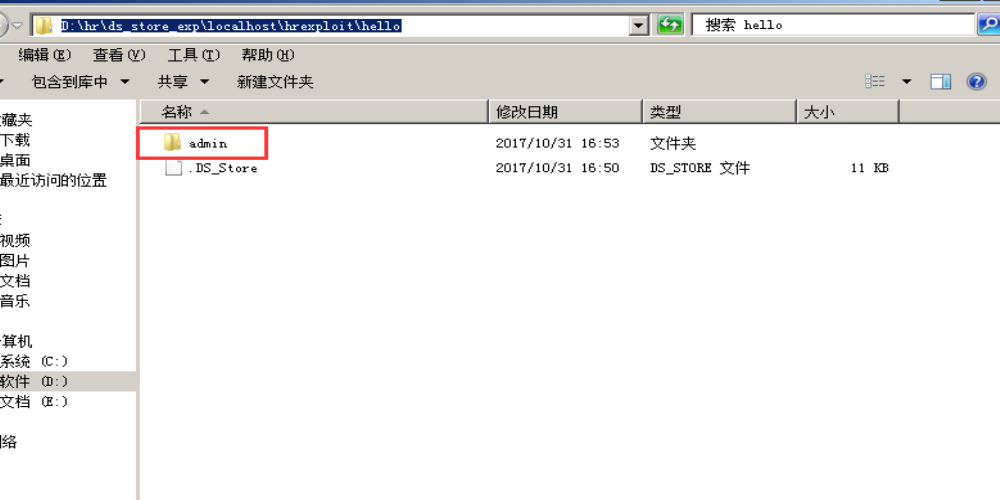 D:\hr\ds_store_exp\localhost\hrexploit\hello 搜索 hello
编辑(E) 查看(V) 工具(T) 帮助(H)
包含到库中 共享 新建文件夹
名称 修改日期 类型 大小
admin 2017/10/31 16:53 文件夹
.DS_Store 2017/10/31 16:50 DS_STORE 文件 11 KB
藏夹
下载
桌面
最近访问的位置
视频
图片
文档
音乐
算机
系统 (C:)
软件 (D:)
文档 (E:)
络